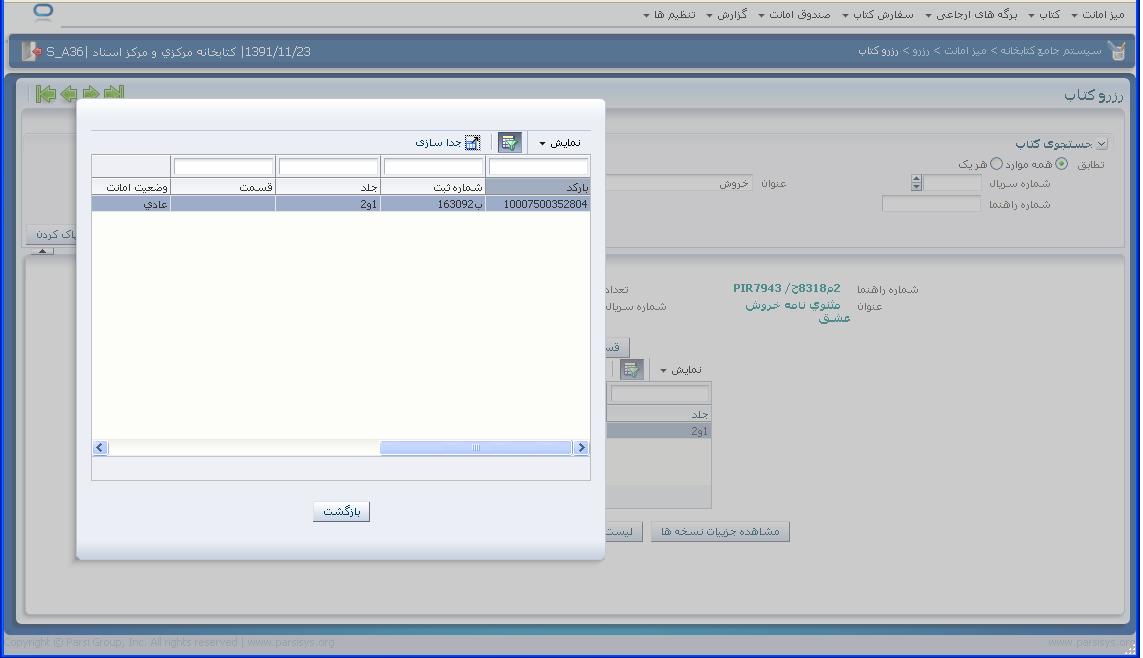 میز امانت کتاب برگه های ارجاعی سفارش کتاب صندوق امانت گزارش تنظیم ها
سیستم جامع کتابخانه > میز امانت > رزرو > رزرو کتاب
1391/11/23| کتابخانه مرکزي و مرکز اسناد |S_A36
رزرو کتاب
جستجوی کتاب
تطابق همه موارد هر یک
شماره سریال
عنوان خروش
شماره راهنما
پاک کردن
شماره راهنما PIR7943 /ج8318م2
تعداد
عنوان مثنوي نامه خروش
عشق
شماره سریال
نمایش
جلد
1و2
مشاهده جزییات نسخه ها
لیست
نمایش جدا سازی
بارکد شماره ثبت جلد قسمت وضعیت امانت
10007500352804 پ163092 1و2 عادي
بازگشت
Copyright © Parsi Group, Inc. All rights reserved | www.parsisys.org
www.parsisys.org